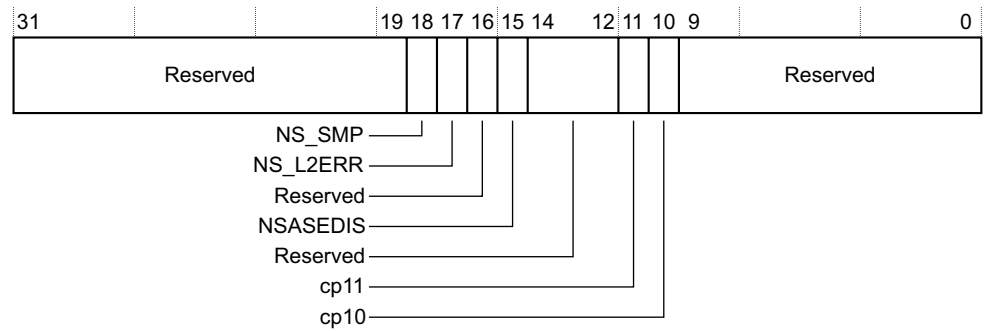 31 19 18 17 16 15 14 12 11 10 9 0
Reserved Reserved
NS_SMP
NS_L2ERR
Reserved
NSASEDIS
Reserved
cp11
cp10